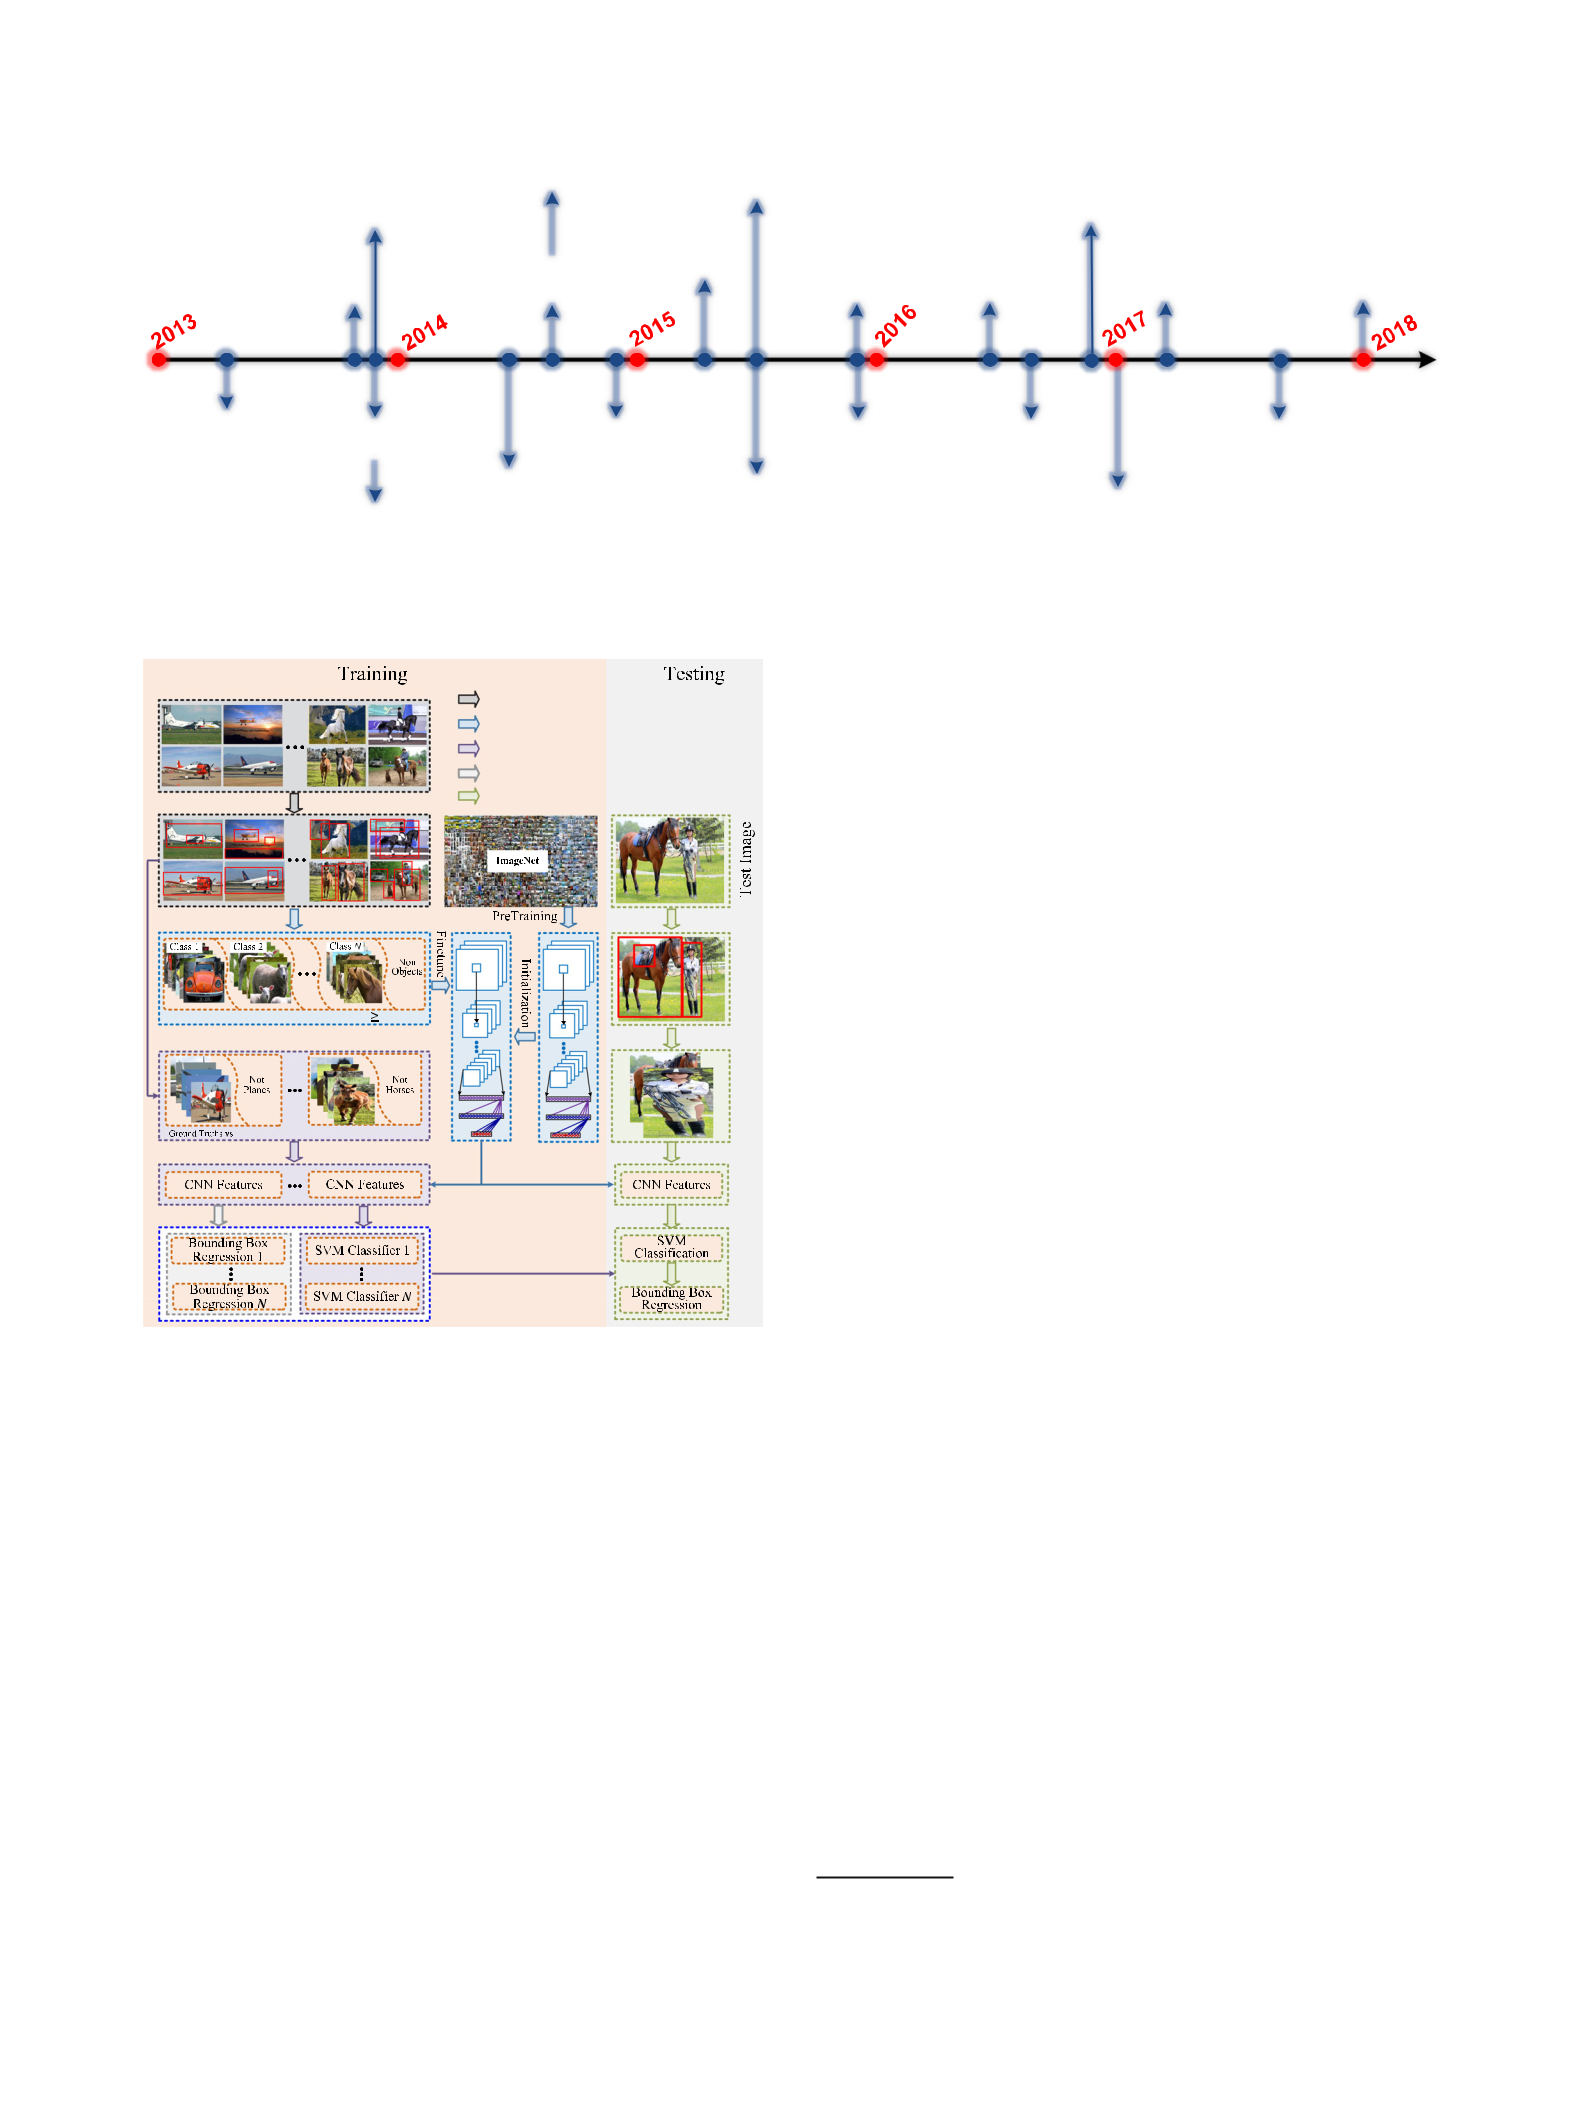 2013
2014
2015
2016
2017
2018
Training
Testing
ImageNet
Test Image
PreTraining
Class 1
Class 2
Class N
Non
Objects
Finetune
Initialization
≥
Not
Planes
Not
Horses
Ground Truths vs
CNN Features
CNN Features
CNN Features
Bounding Box
Regression 1
SVM Classifier 1
SVM
Classification
Bounding Box
Regression N
SVM Classifier N
Bounding Box
Regression